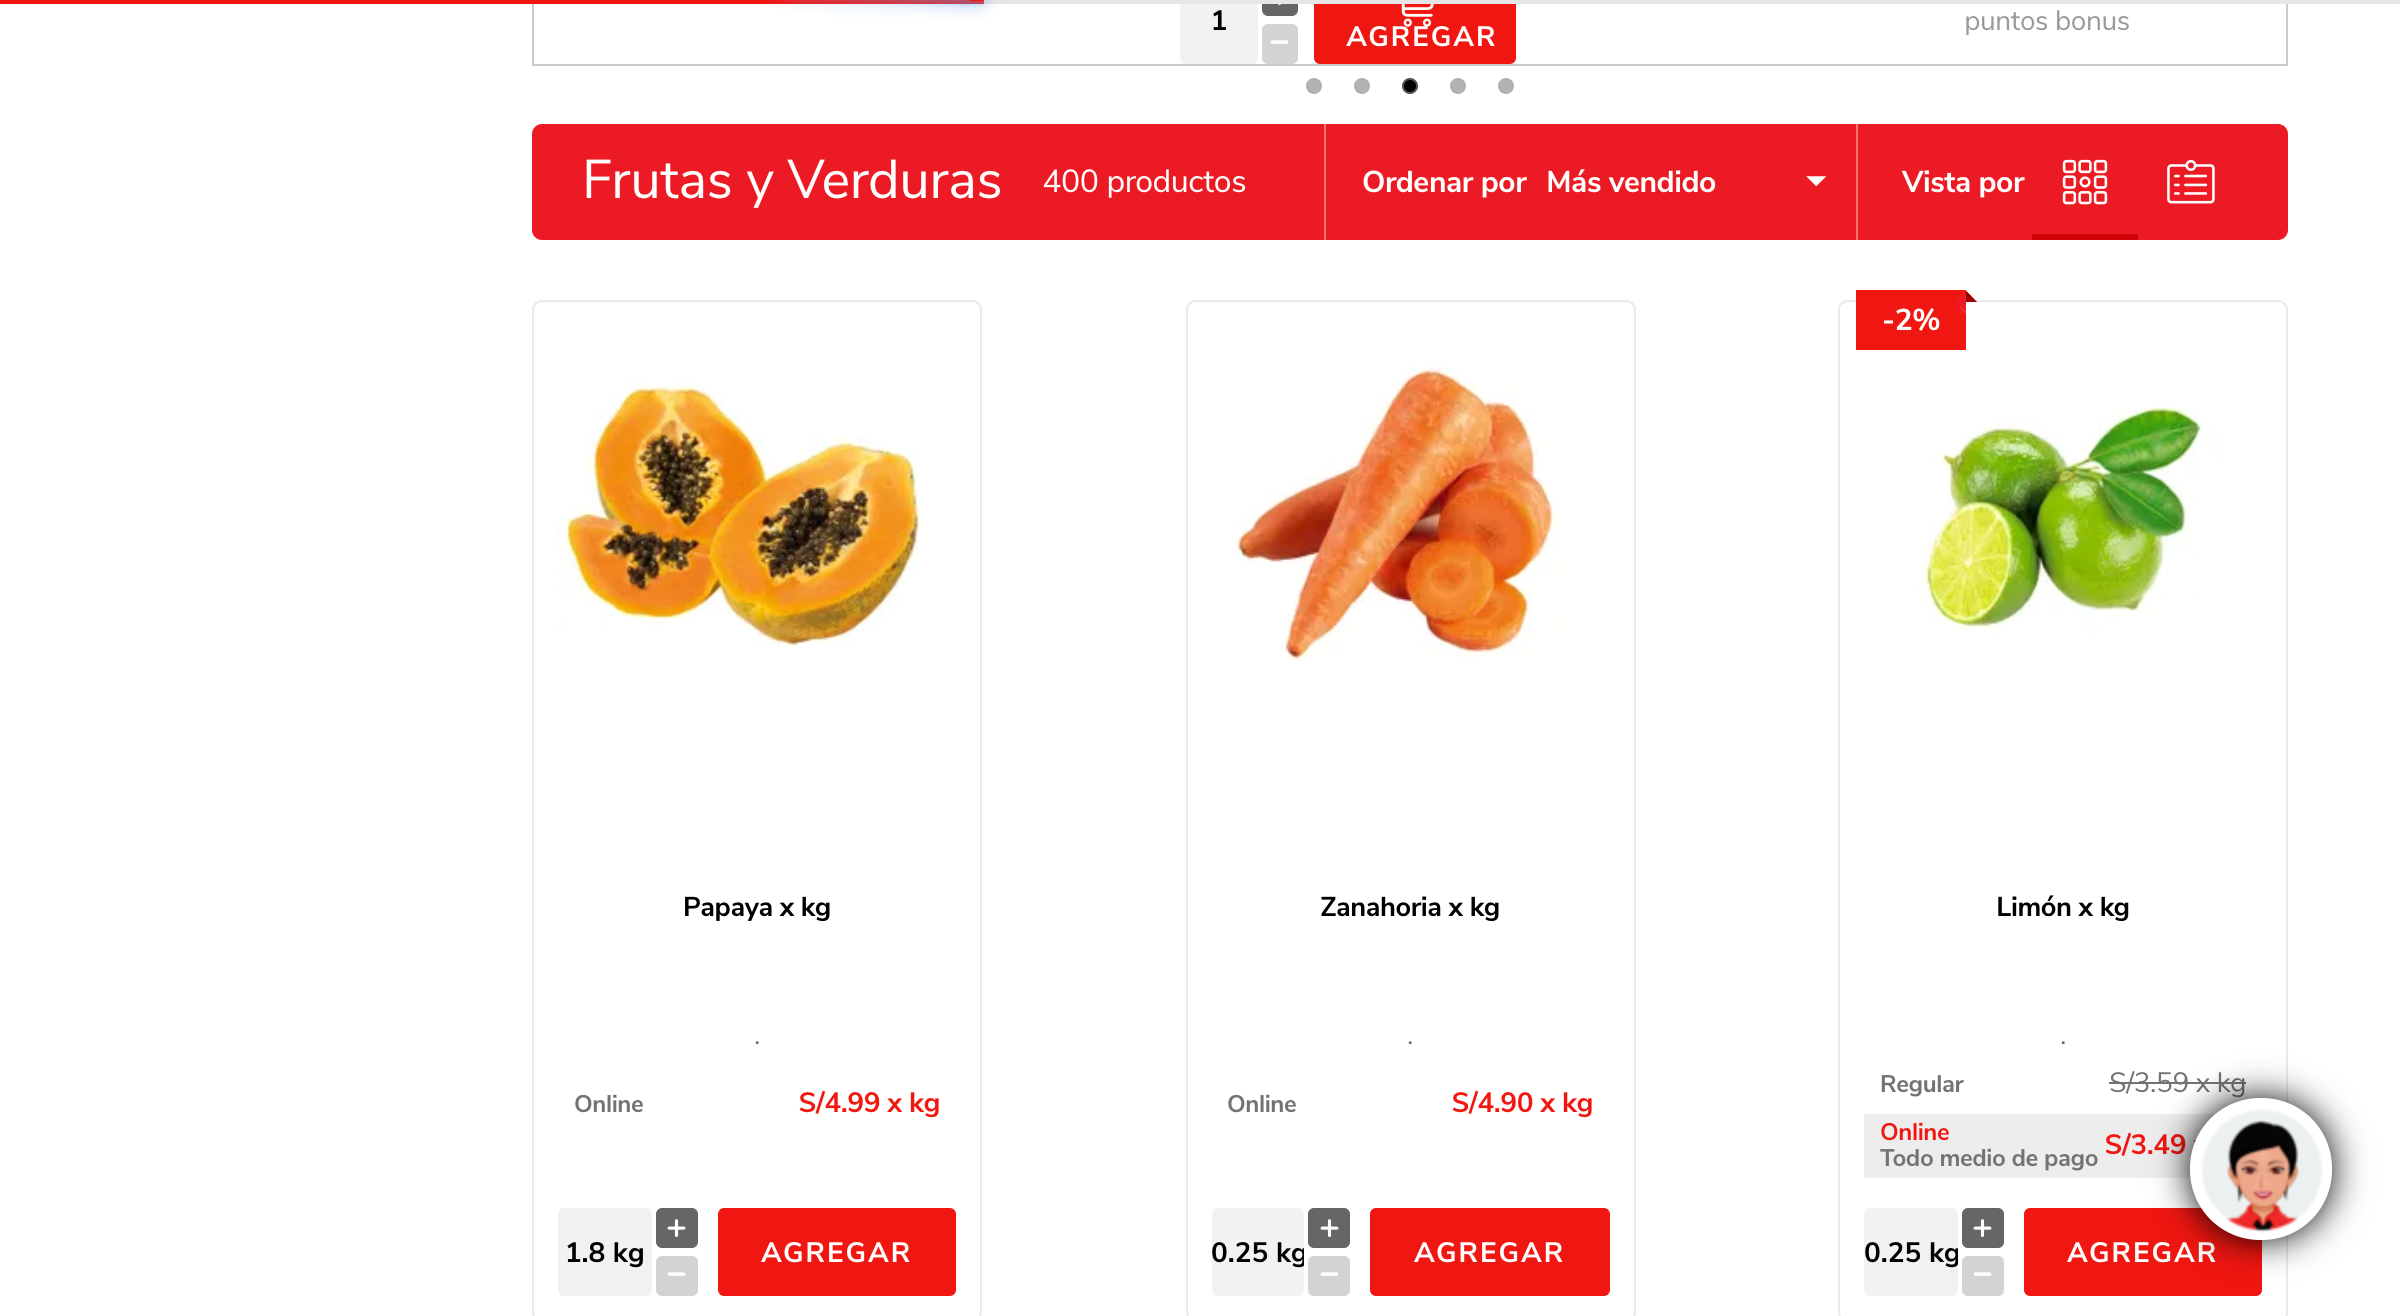 1
AGREGAR
puntos bonus
Frutas y Verduras
400 productos
Ordenar por
Más vendido
Vista por
-2%
Papaya x kg
.
Online
S/4.99 x kg
1.8 kg
+
−
AGREGAR
Zanahoria x kg
.
Online
S/4.90 x kg
0.25 kg
+
−
AGREGAR
Limón x kg
.
Regular
S/3.59 x kg
Online
Todo medio de pago
S/3.49
0.25 kg
+
−
AGREGAR